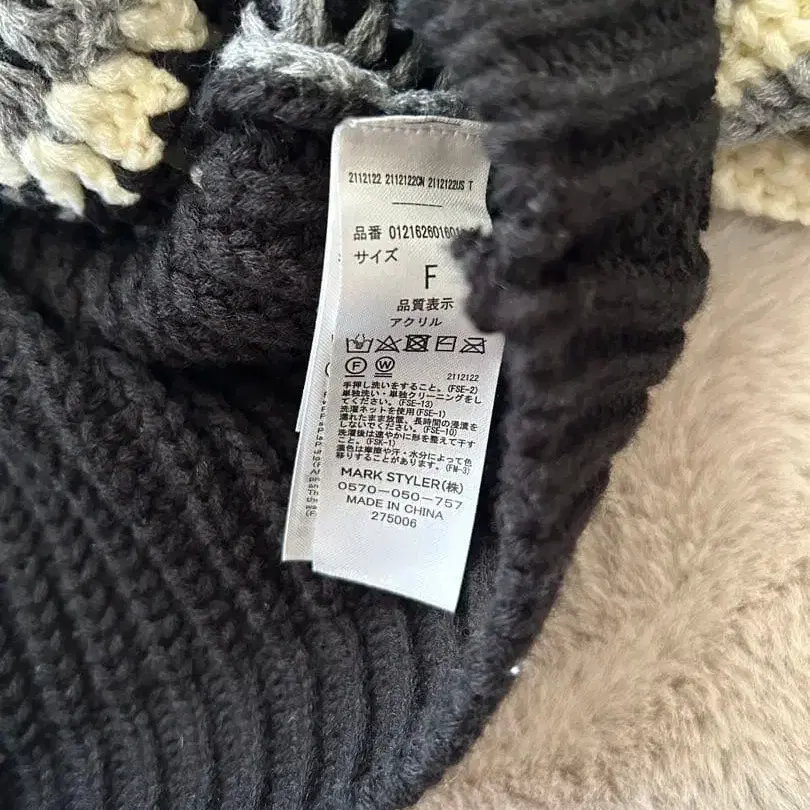 2112122 2112122CN 2112122US T
品番 01216260160
サイズ
F
品質表示
アクリル
F W
2112122
手押し洗いをすること。(FSE-2)
単独洗い・単独クリーニングをし
てください。(FSE-13)
洗濯ネットを使用(FSE-1)
濡れたまま放置、長時間の浸漬を
しないでください。(FSE-10)
洗濯後は速やかに形を整えて干す
こと。(FSK-1)
濃色は摩擦や汗・水分によって色
移りすることがあります。(FW-3)
MARK STYLER(株)
0570-050-757
MADE IN CHINA
275006